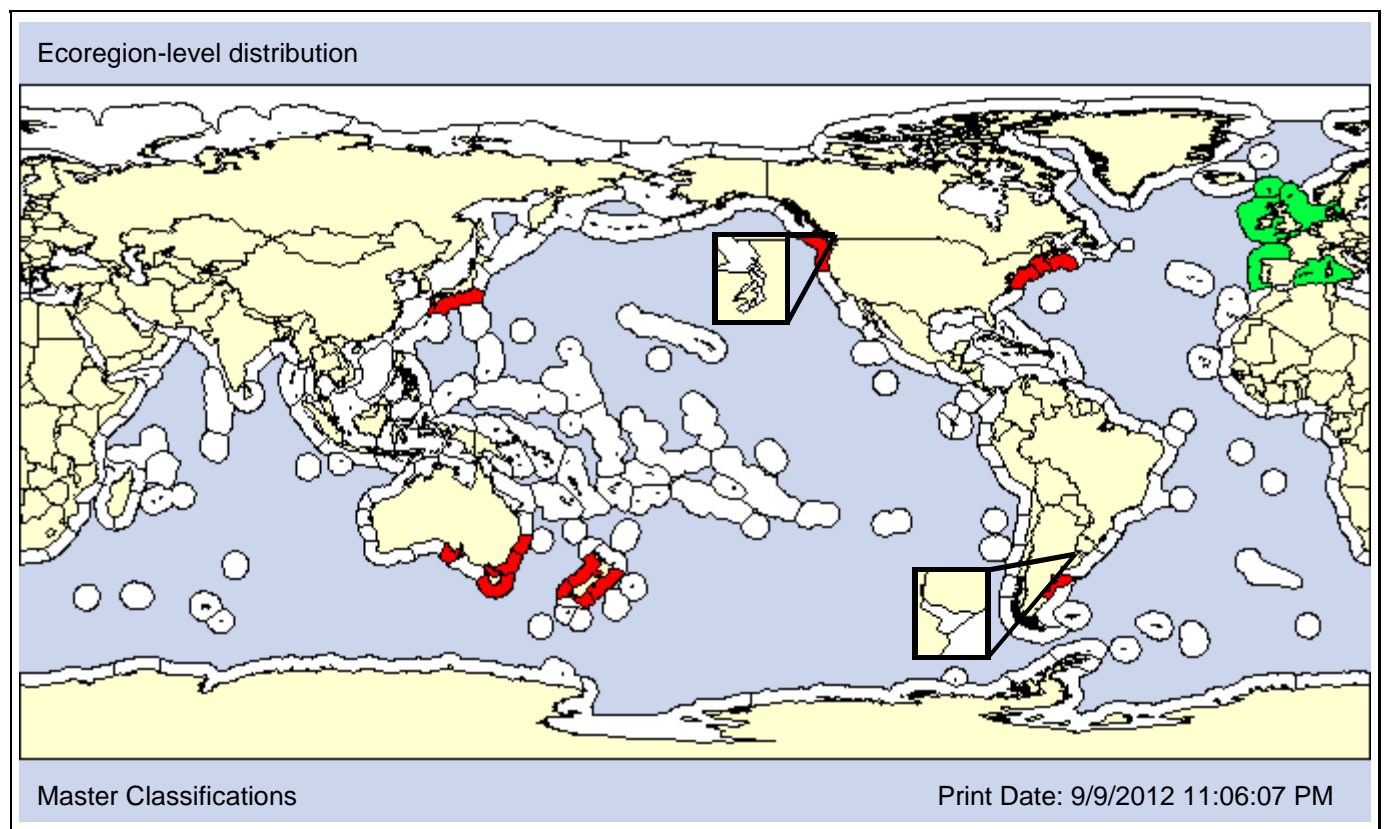 Ecoregion-level distribution
Master Classifications
Print Date: 9/9/2012 11:06:07 PM